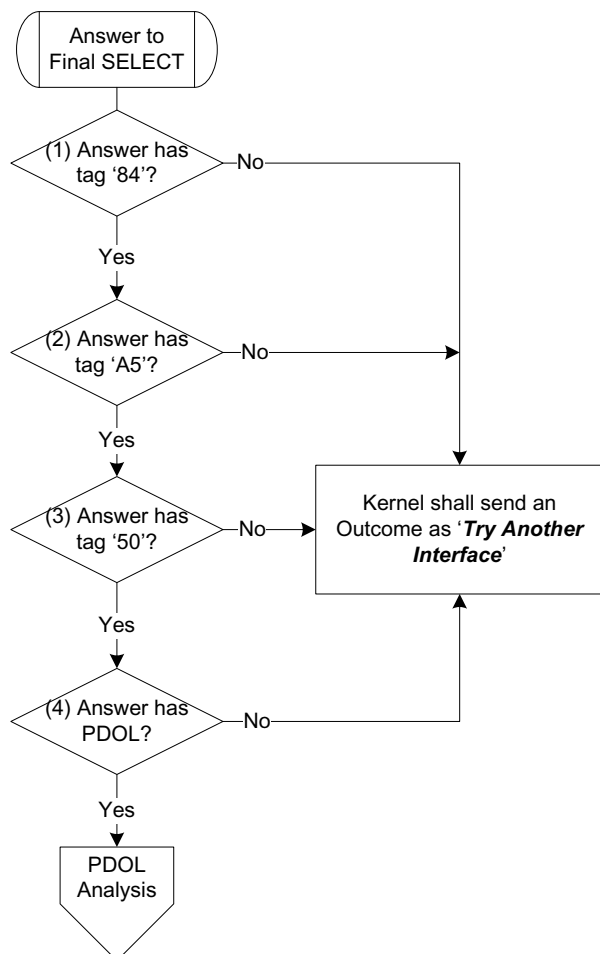 Answer to
Final SELECT
(1) Answer has
tag ‘84’?
No
Yes
(2) Answer has
tag ‘A5’?
No
Yes
(3) Answer has
tag ‘50’?
No
Kernel shall send an
Outcome as ‘Try Another
Interface’
Yes
(4) Answer has
PDOL?
No
Yes
PDOL
Analysis